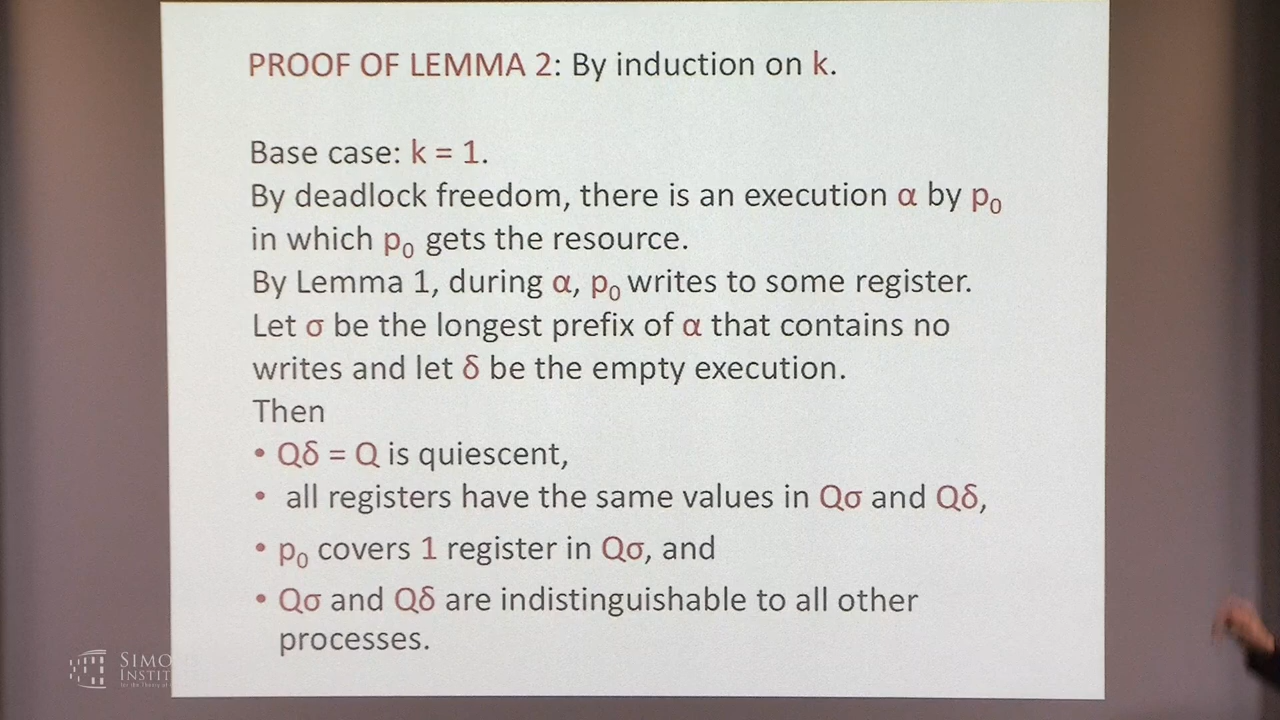 PROOF OF LEMMA 2: By induction on k.
Base case: k = 1.
By deadlock freedom, there is an execution α by p₀
in which p₀ gets the resource.
By Lemma 1, during α, p₀ writes to some register.
Let σ be the longest prefix of α that contains no
writes and let δ be the empty execution.
Then
• Qδ = Q is quiescent,
• all registers have the same values in Qσ and Qδ,
• p₀ covers 1 register in Qσ, and
• Qσ and Qδ are indistinguishable to all other
processes.